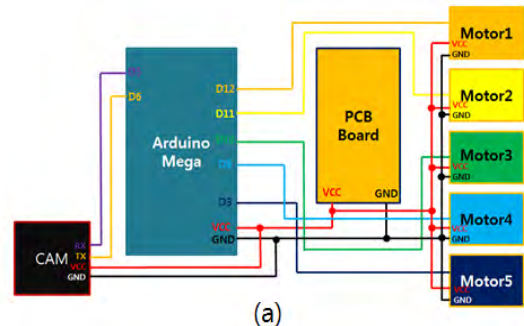 Arduino
Mega
D6
D12
D11
D3
VCC
GND
PCB
Board
VCC
GND
CAM
RX
TX
VCC
GND
Motor1
VCC
GND
Motor2
VCC
GND
Motor3
VCC
GND
Motor4
VCC
GND
Motor5
VCC
GND
(a)